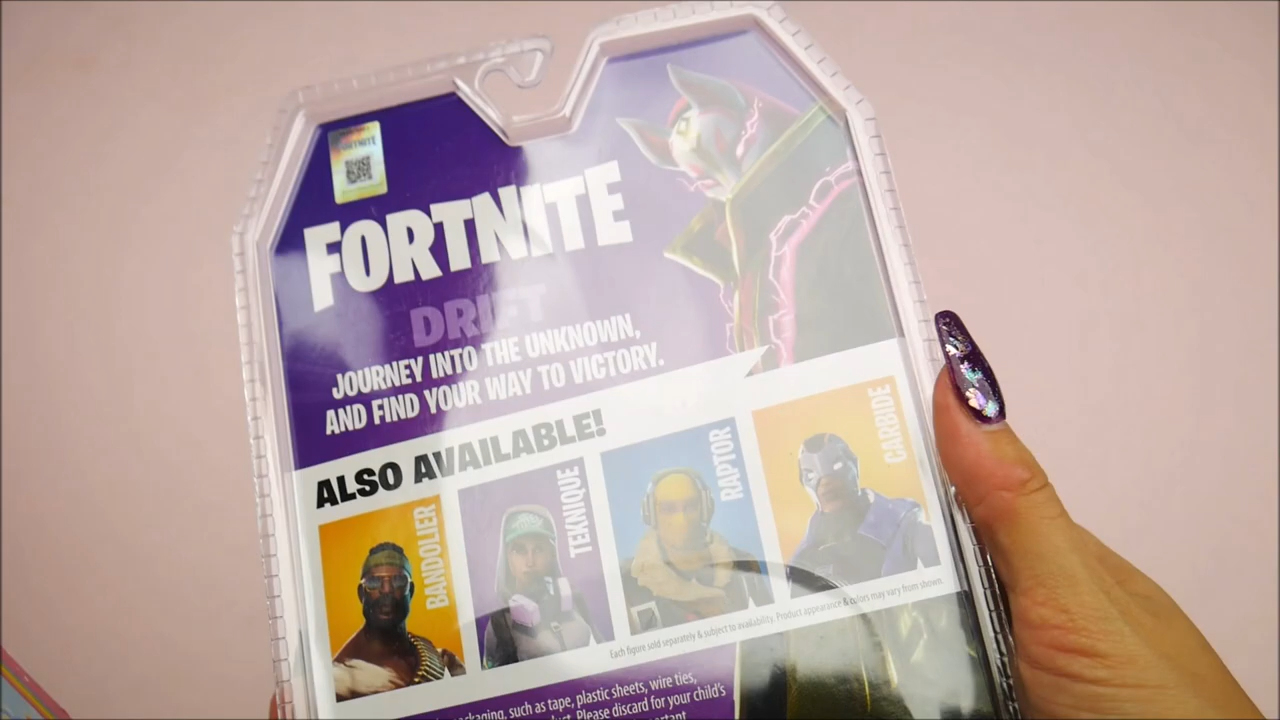 FORTNITE
FORTNITE
DRIFT
JOURNEY INTO THE UNKNOWN,
AND FIND YOUR WAY TO VICTORY.
ALSO AVAILABLE!
BANDOLIER
TEKNIQUE
RAPTOR
CARBIDE
Each figure sold separately & subject to availability. Product appearance & colors may vary from shown.
packaging, such as tape, plastic sheets, wire ties,
Please discard for your child's